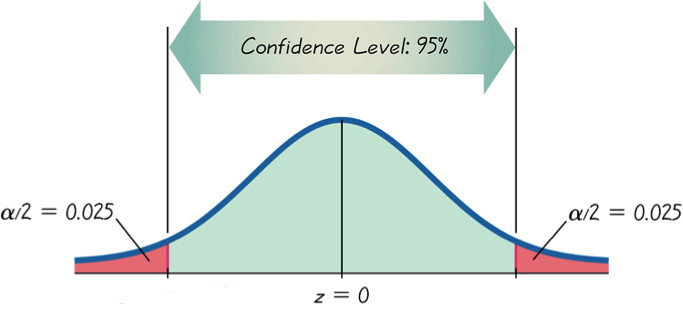 Confidence Level: 95%
α/2 = 0.025
α/2 = 0.025
z = 0